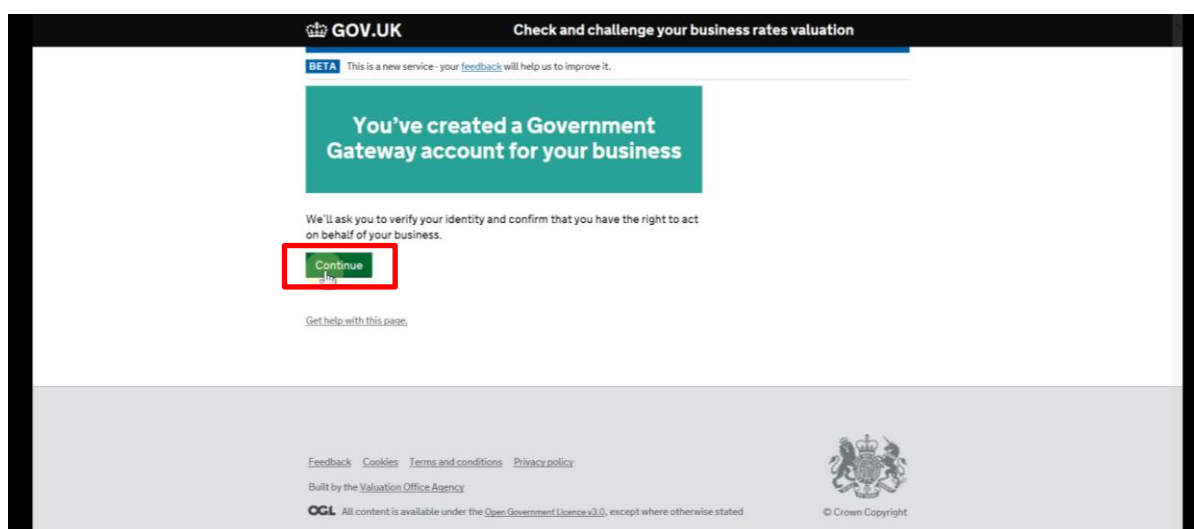 GOV.UK Check and challenge your business rates valuation
BETA This is a new service - your feedback will help us to improve it.
You've created a Government
Gateway account for your business
We'll ask you to verify your identity and confirm that you have the right to act
on behalf of your business.
Continue
Get help with this page.
Feedback Cookies Terms and conditions Privacy policy
Built by the Valuation Office Agency
OGL All content is available under the Open Government Licence v3.0, except where otherwise stated
© Crown Copyright